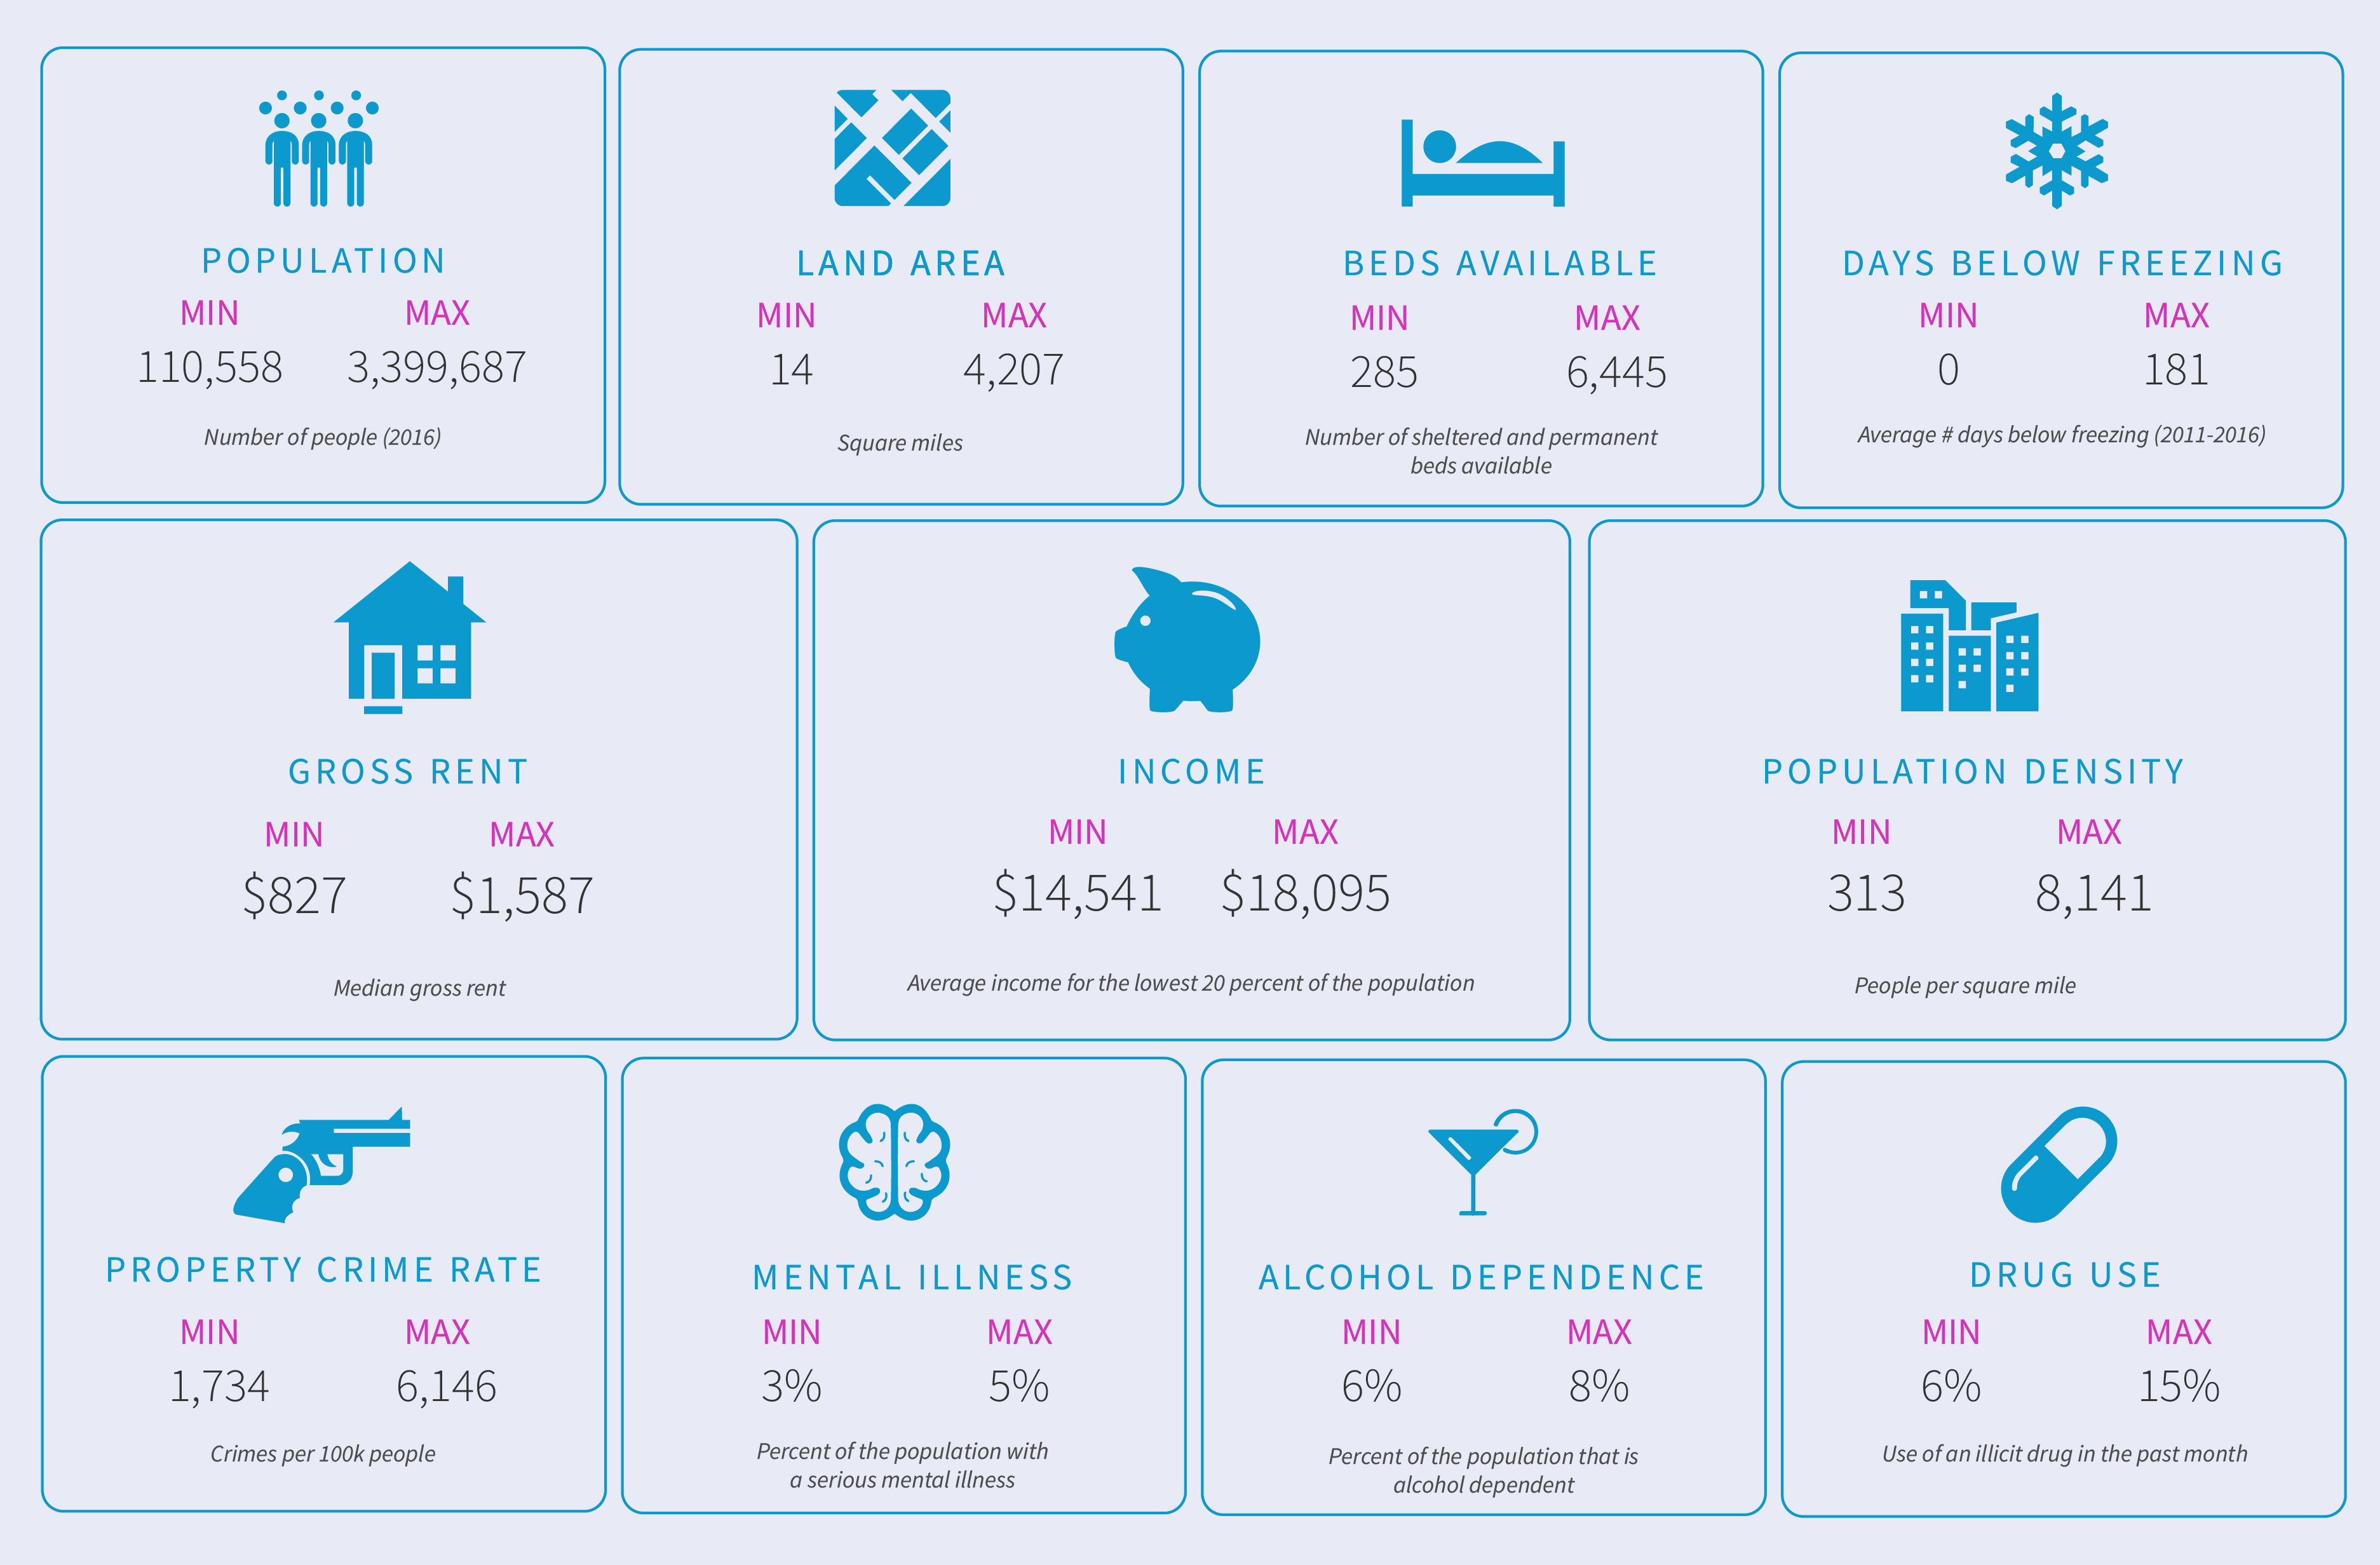 POPULATION
MIN MAX
110,558 3,399,687
Number of people (2016)
LAND AREA
MIN MAX
14 4,207
Square miles
BEDS AVAILABLE
MIN MAX
285 6,445
Number of sheltered and permanent
beds available
DAYS BELOW FREEZING
MIN MAX
0 181
Average # days below freezing (2011-2016)
GROSS RENT
MIN MAX
$827 $1,587
Median gross rent
INCOME
MIN MAX
$14,541 $18,095
Average income for the lowest 20 percent of the population
POPULATION DENSITY
MIN MAX
313 8,141
People per square mile
PROPERTY CRIME RATE
MIN MAX
1,734 6,146
Crimes per 100k people
MENTAL ILLNESS
MIN MAX
3% 5%
Percent of the population with
a serious mental illness
ALCOHOL DEPENDENCE
MIN MAX
6% 8%
Percent of the population that is
alcohol dependent
DRUG USE
MIN MAX
6% 15%
Use of an illicit drug in the past month